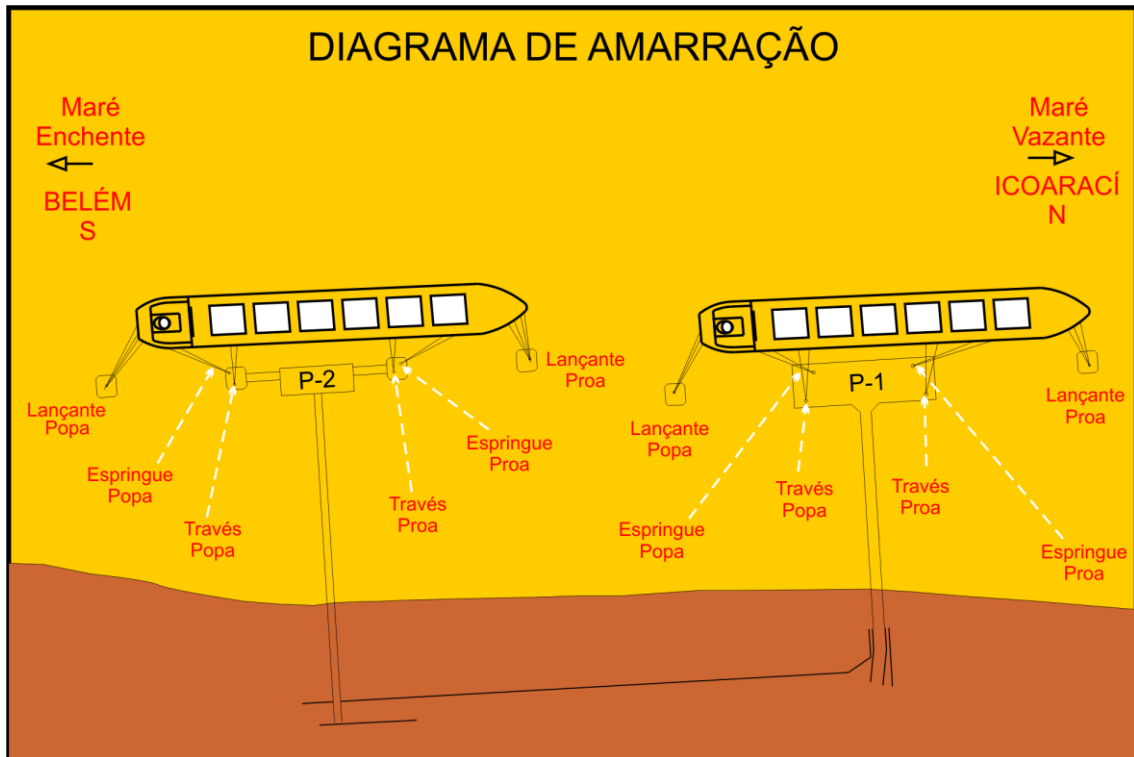 DIAGRAMA DE AMARRAÇÃO
Maré
Enchente
BELÉM
S
Maré
Vazante
ICOARACÍ
N
P-2
Lançante
Popa
Lançante
Proa
Espringue
Popa
Través
Popa
Través
Proa
Espringue
Proa
P-1
Lançante
Popa
Lançante
Proa
Espringue
Popa
Través
Popa
Través
Proa
Espringue
Proa